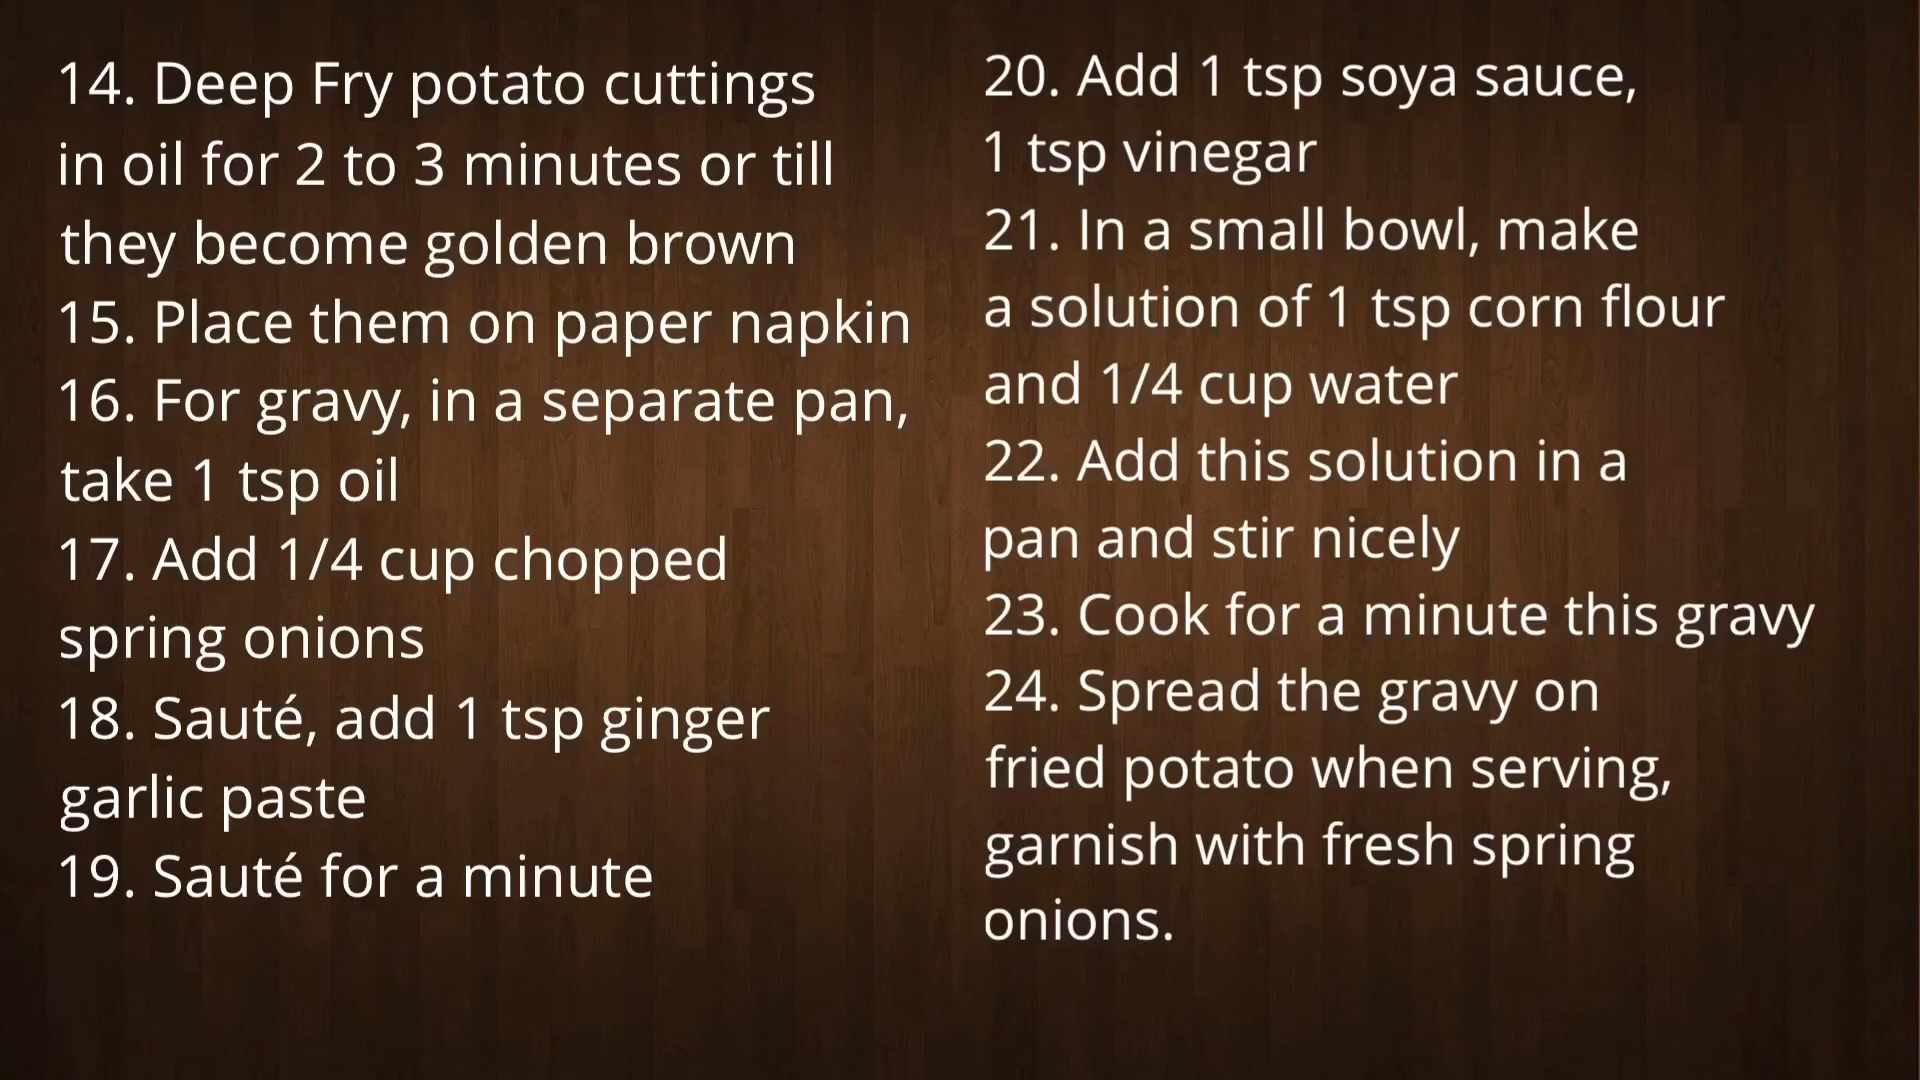 14. Deep Fry potato cuttings
in oil for 2 to 3 minutes or till
they become golden brown
15. Place them on paper napkin
16. For gravy, in a separate pan,
take 1 tsp oil
17. Add 1/4 cup chopped
spring onions
18. Sauté, add 1 tsp ginger
garlic paste
19. Sauté for a minute
20. Add 1 tsp soya sauce,
1 tsp vinegar
21. In a small bowl, make
a solution of 1 tsp corn flour
and 1/4 cup water
22. Add this solution in a
pan and stir nicely
23. Cook for a minute this gravy
24. Spread the gravy on
fried potato when serving,
garnish with fresh spring
onions.